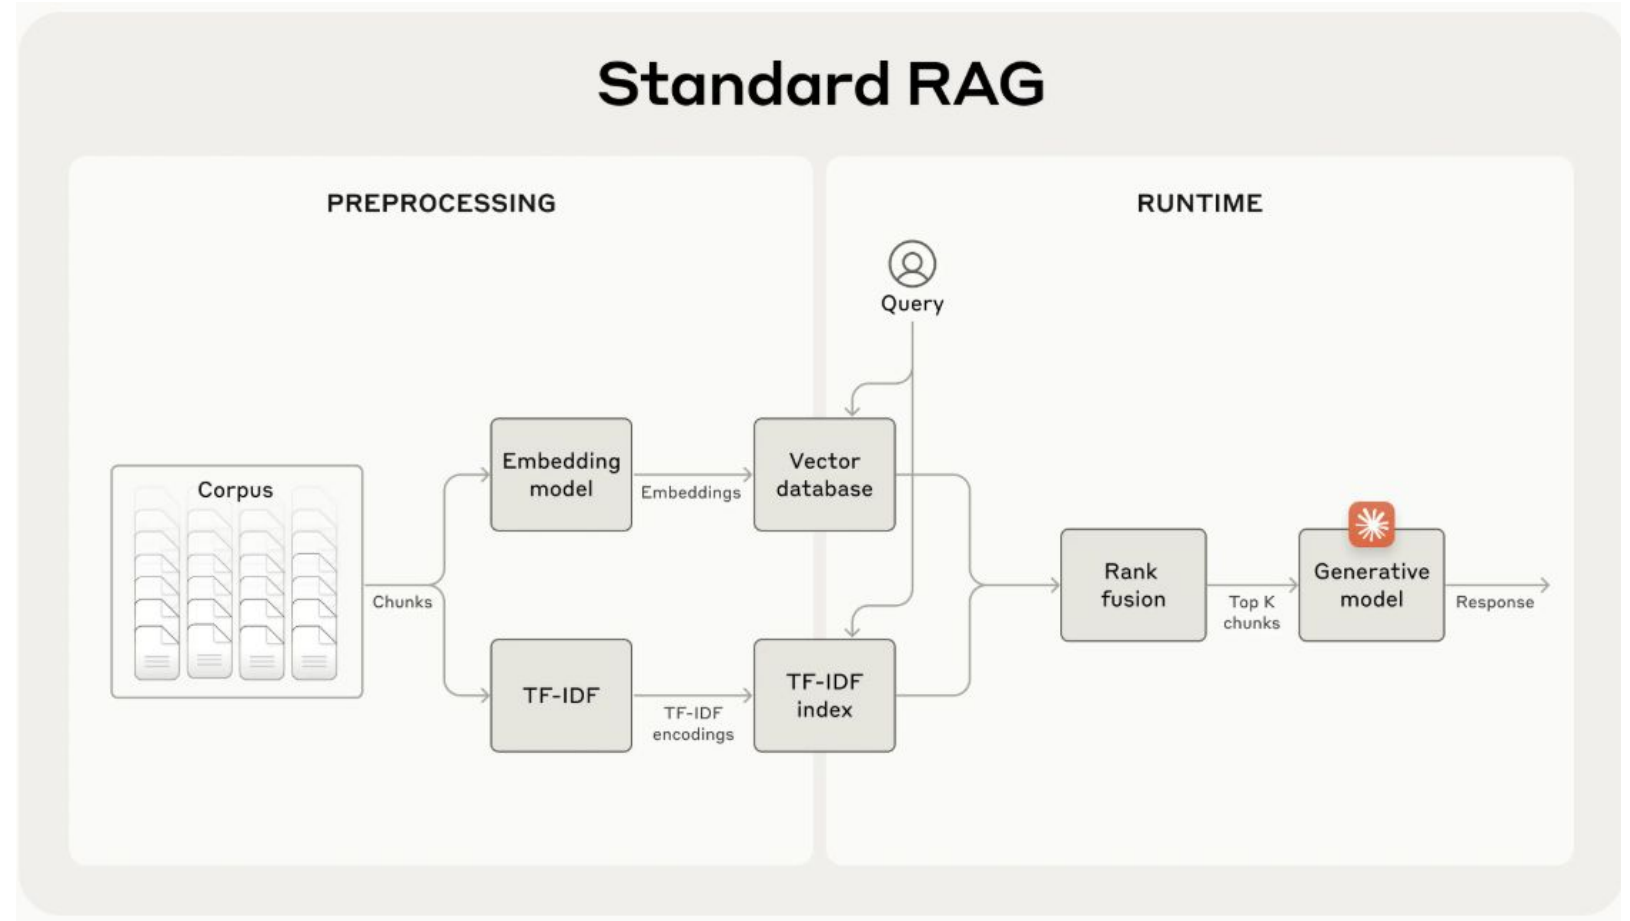 Standard RAG
PREPROCESSING
RUNTIME
Query
Corpus
Chunks
Embedding
model
Embeddings
Vector
database
TF-IDF
TF-IDF
encodings
TF-IDF
index
Rank
fusion
Top K
chunks
Generative
model
Response